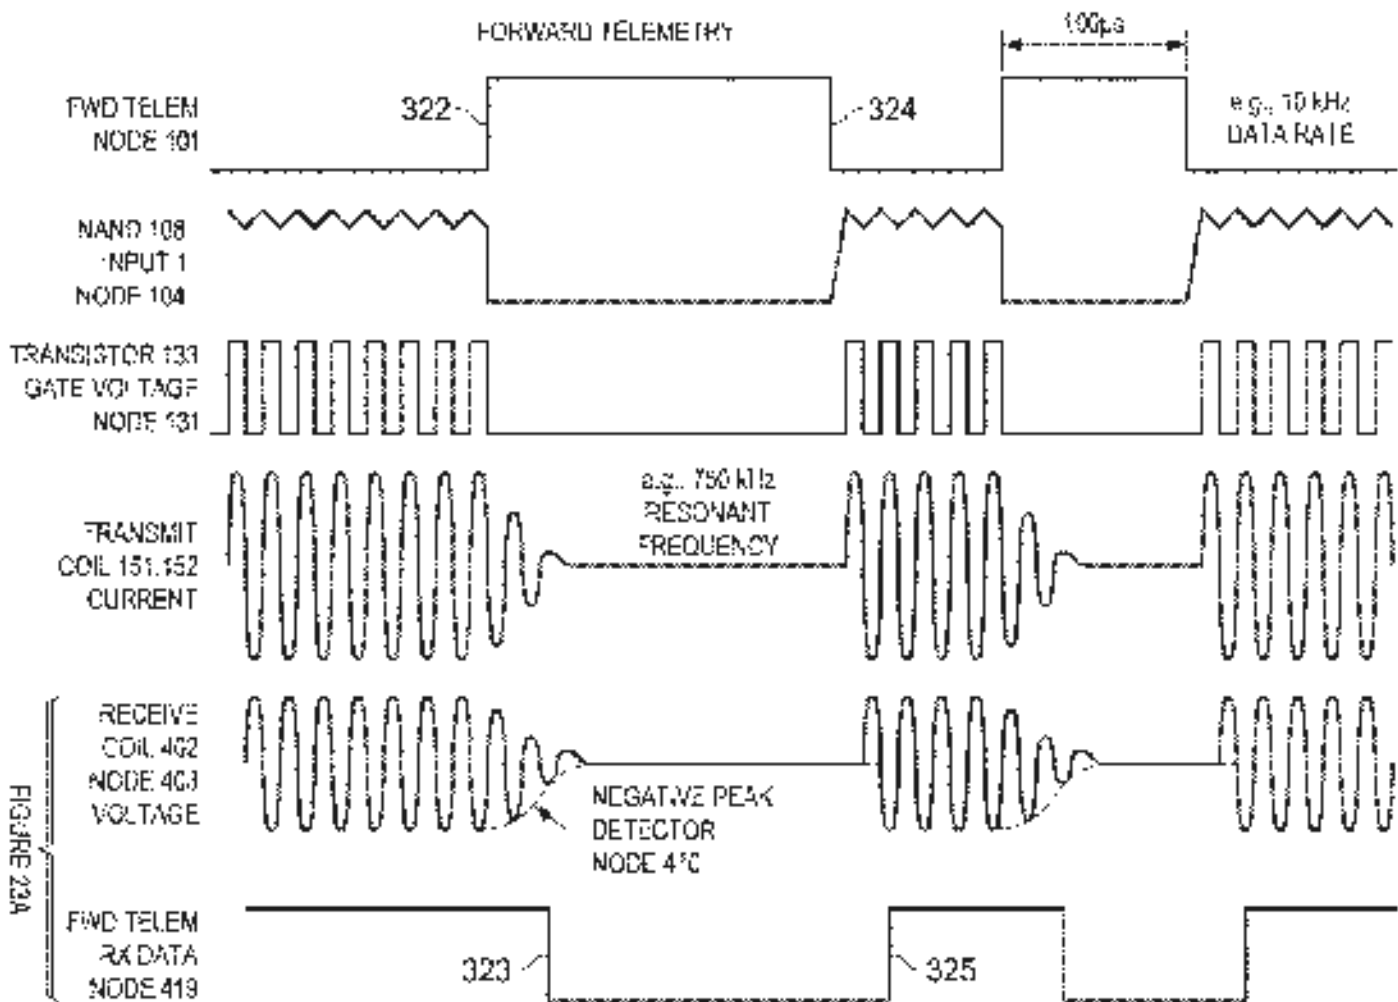 FORWARD TELEMETRY
100µs
FWD TELEM
NODE 101
322
324
e.g., 10 kHz
DATA RATE
NAND 108
INPUT 1
NODE 104
TRANSISTOR 133
GATE VOLTAGE
NODE 131
TRANSMIT
COIL 151,152
CURRENT
e.g., 750 kHz
RESONANT
FREQUENCY
RECEIVE
COIL 402
NODE 403
VOLTAGE
NEGATIVE PEAK
DETECTOR
NODE 410
FIGURE 23A
FWD TELEM
RX DATA
NODE 419
323
325